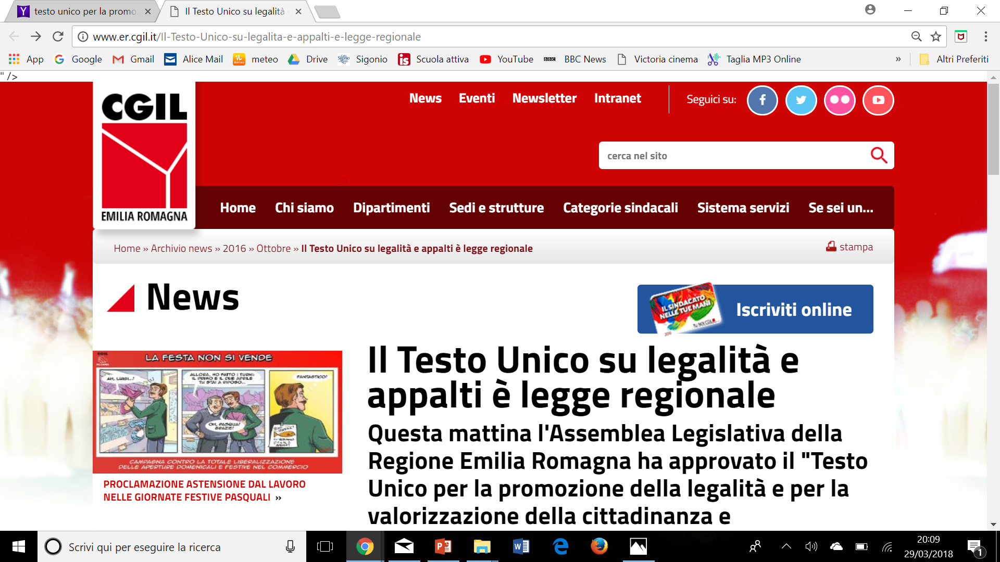 testo unico per la promo
Il Testo Unico su legalità
www.er.cgil.it/Il-Testo-Unico-su-legalita-e-appalti-e-legge-regionale
App Google Gmail Alice Mail meteo Drive Sigonio Scuola attiva YouTube BBC News Victoria cinema Taglia MP3 Online » Altri Preferiti
" />
CGIL
EMILIA ROMAGNA
News Eventi Newsletter Intranet Seguici su:
cerca nel sito
Home Chi siamo Dipartimenti Sedi e strutture Categorie sindacali Sistema servizi Se sei un...
Home » Archivio news » 2016 » Ottobre » Il Testo Unico su legalità e appalti è legge regionale
stampa
News
IL SINDACATO
NELLE TUE MANI
Iscriviti online
LA FESTA NON SI VENDE
AH, LUIGI...!
ALLORA, HO FATTO I TURNI:
IL PRIMO E IL DUE APRILE
TU STAI A RIPOSO...
OH, PASQUA!
GRAZIE!
FANTASTICO!
CAMPAGNA CONTRO LA TOTALE LIBERALIZZAZIONE
DELLE APERTURE DOMENICALI E FESTIVE NEL COMMERCIO
PROCLAMAZIONE ASTENSIONE DAL LAVORO
NELLE GIORNATE FESTIVE PASQUALI »
Il Testo Unico su legalità e
appalti è legge regionale
Questa mattina l'Assemblea Legislativa della
Regione Emilia Romagna ha approvato il "Testo
Unico per la promozione della legalità e per la
valorizzazione della cittadinanza e
Scrivi qui per eseguire la ricerca
20:09
29/03/2018
1